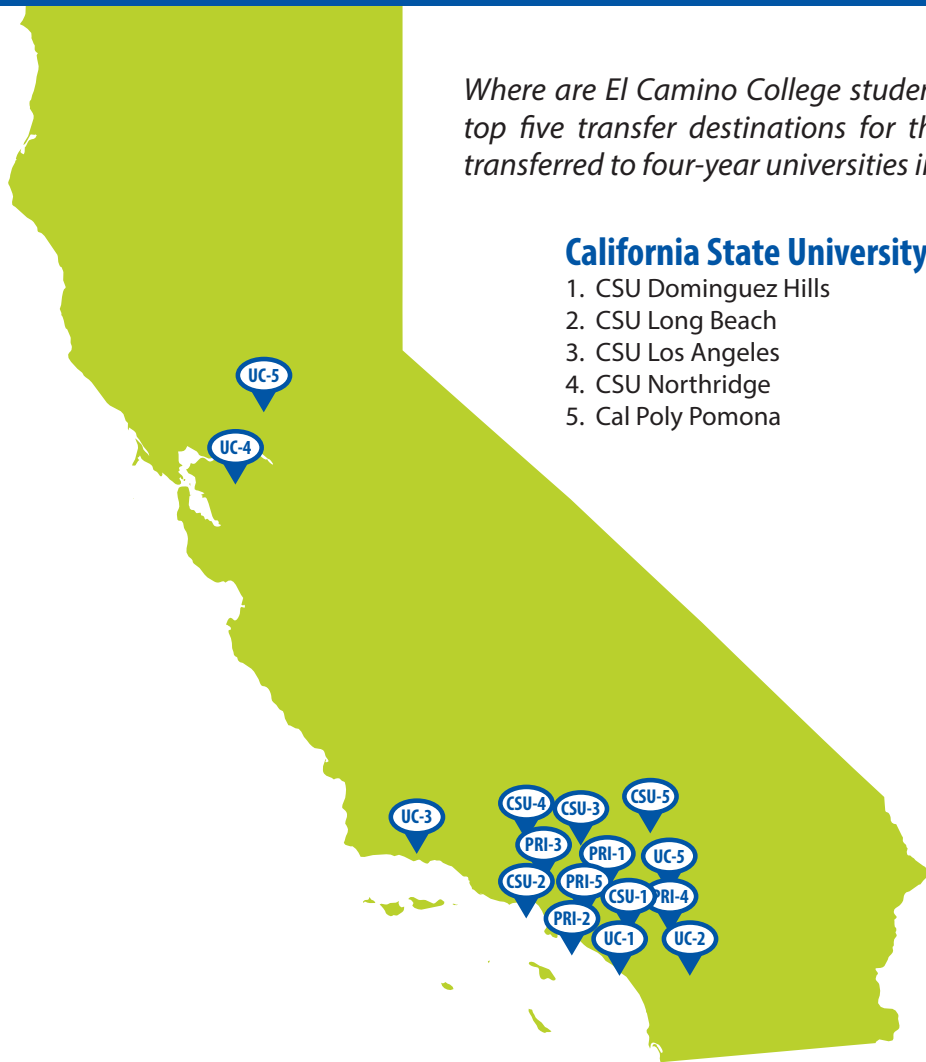 Where are El Camino College studen
top five transfer destinations for th
transferred to four-year universities i
California State University
1. CSU Dominguez Hills
2. CSU Long Beach
3. CSU Los Angeles
4. CSU Northridge
5. Cal Poly Pomona
UC-5
UC-4
UC-3
CSU-4
CSU-3
CSU-5
PRI-3
PRI-1
UC-5
CSU-2
PRI-5
CSU-1
PRI-4
PRI-2
UC-1
UC-2